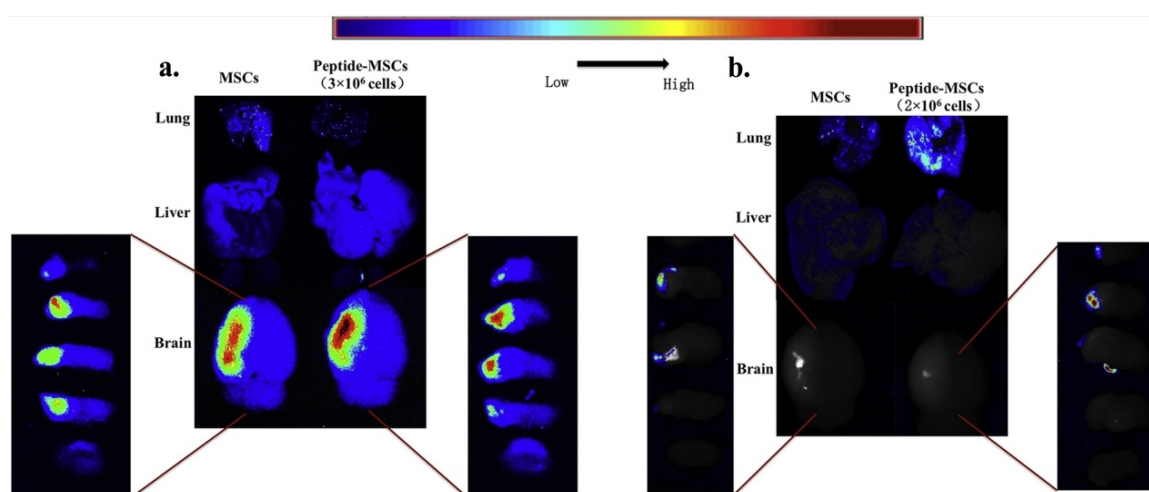 a.
MSCs
Peptide-MSCs
(3×10⁶ cells)
Low
High
b.
MSCs
Peptide-MSCs
(2×10⁶ cells)
Lung
Liver
Brain
Lung
Liver
Brain